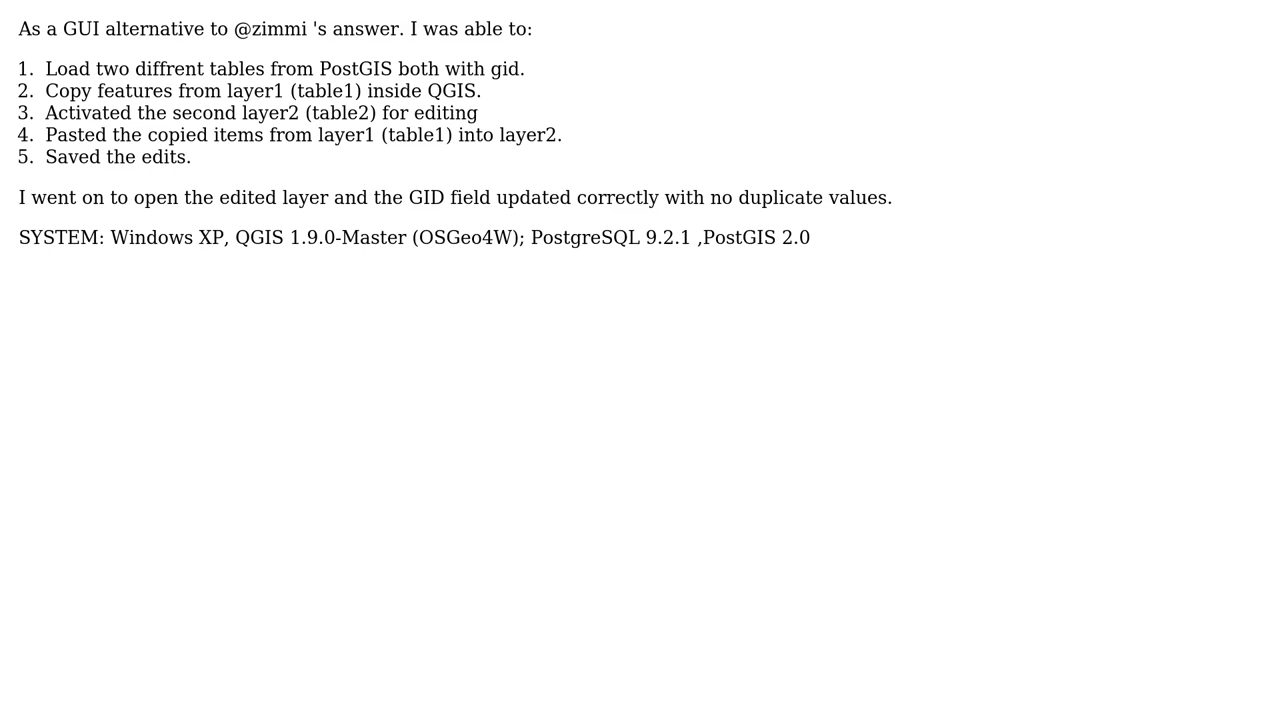 As a GUI alternative to @zimmi 's answer. I was able to:
1. Load two diffrent tables from PostGIS both with gid.
2. Copy features from layer1 (table1) inside QGIS.
3. Activated the second layer2 (table2) for editing
4. Pasted the copied items from layer1 (table1) into layer2.
5. Saved the edits.
I went on to open the edited layer and the GID field updated correctly with no duplicate values.
SYSTEM: Windows XP, QGIS 1.9.0-Master (OSGeo4W); PostgreSQL 9.2.1 ,PostGIS 2.0